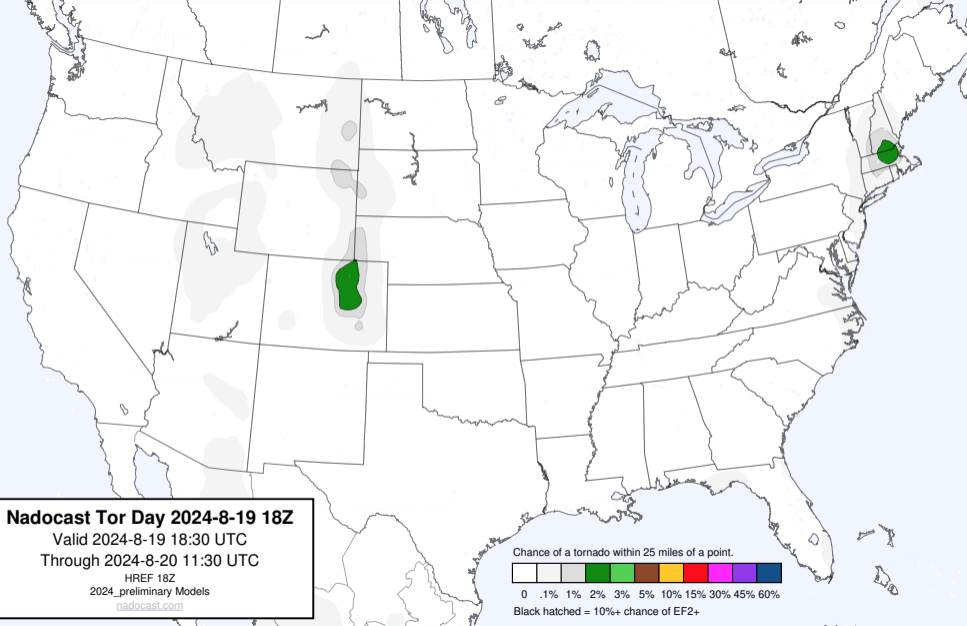 Nadocast Tor Day 2024-8-19 18Z
Valid 2024-8-19 18:30 UTC
Through 2024-8-20 11:30 UTC
HREF 18Z
2024_preliminary Models
nadocast.com
Chance of a tornado within 25 miles of a point.
0 .1% 1% 2% 3% 5% 10% 15% 30% 45% 60%
Black hatched = 10%+ chance of EF2+